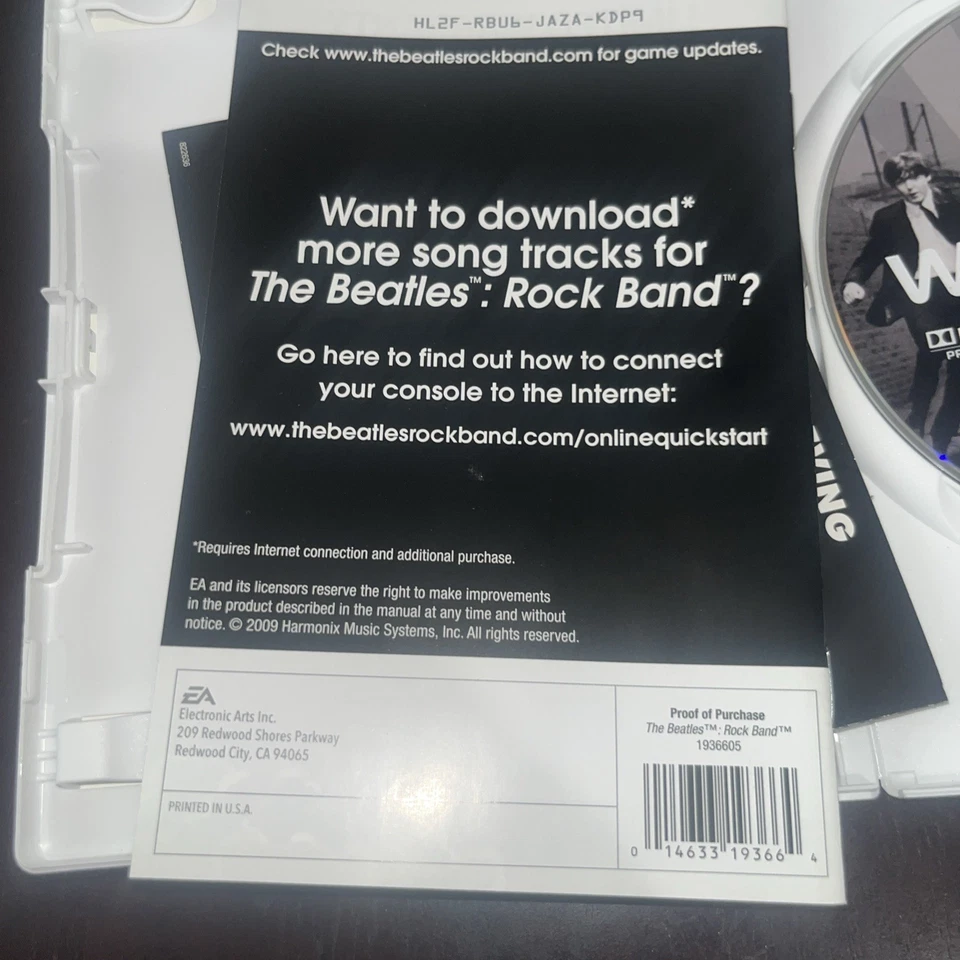 HL2F-RBU6-JAZA-KDP9
Check www.thebeatlesrockband.com for game updates.
822636
Want to download*
more song tracks for
The Beatles™: Rock Band™?
Go here to find out how to connect
your console to the Internet:
www.thebeatlesrockband.com/onlinequickstart
*Requires Internet connection and additional purchase.
EA and its licensors reserve the right to make improvements
in the product described in the manual at any time and without
notice. © 2009 Harmonix Music Systems, Inc. All rights reserved.
EA
Electronic Arts Inc.
209 Redwood Shores Parkway
Redwood City, CA 94065
PRINTED IN U.S.A.
Proof of Purchase
The Beatles™: Rock Band™
1936605
0 14633 19366 4
VING
W